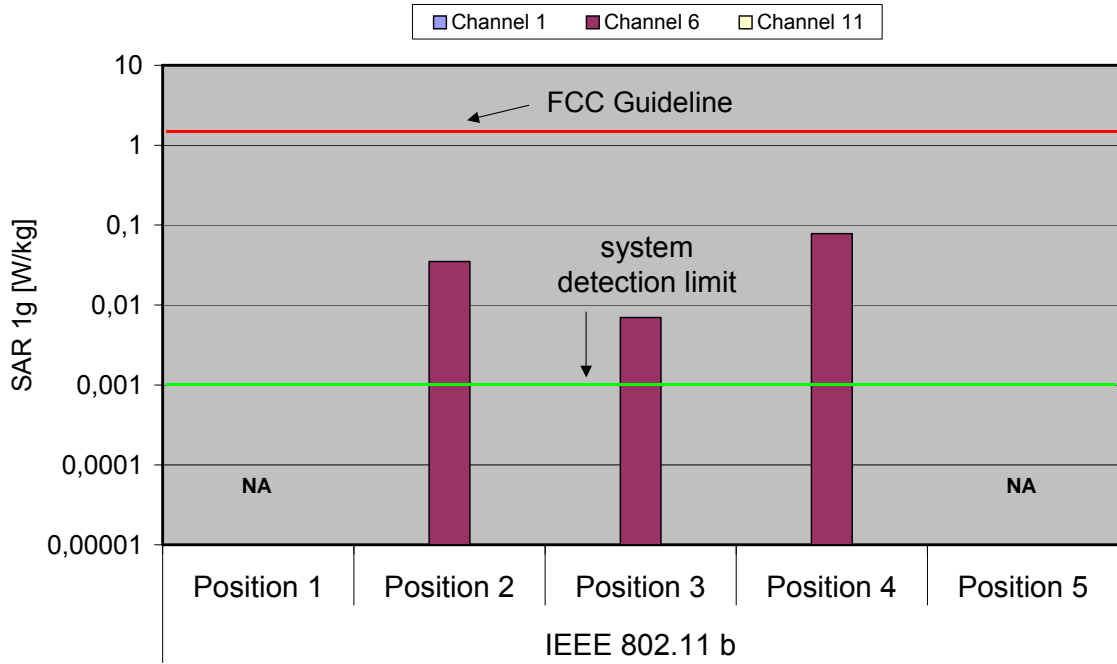 Channel 1 Channel 6 Channel 11
10
FCC Guideline
1
0,1
system
detection limit
0,01
0,001
0,0001
NA NA
0,00001
SAR 1g [W/kg]
Position 1 Position 2 Position 3 Position 4 Position 5
IEEE 802.11 b